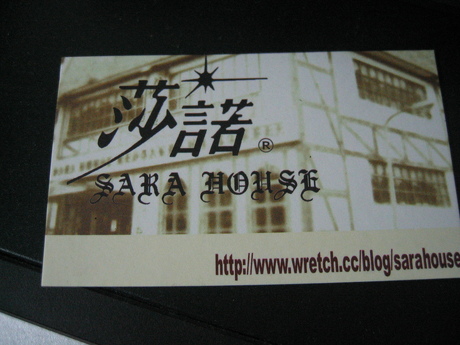 莎諾®
SARA HOUSE
http://www.wretch.cc/blog/sarahouse